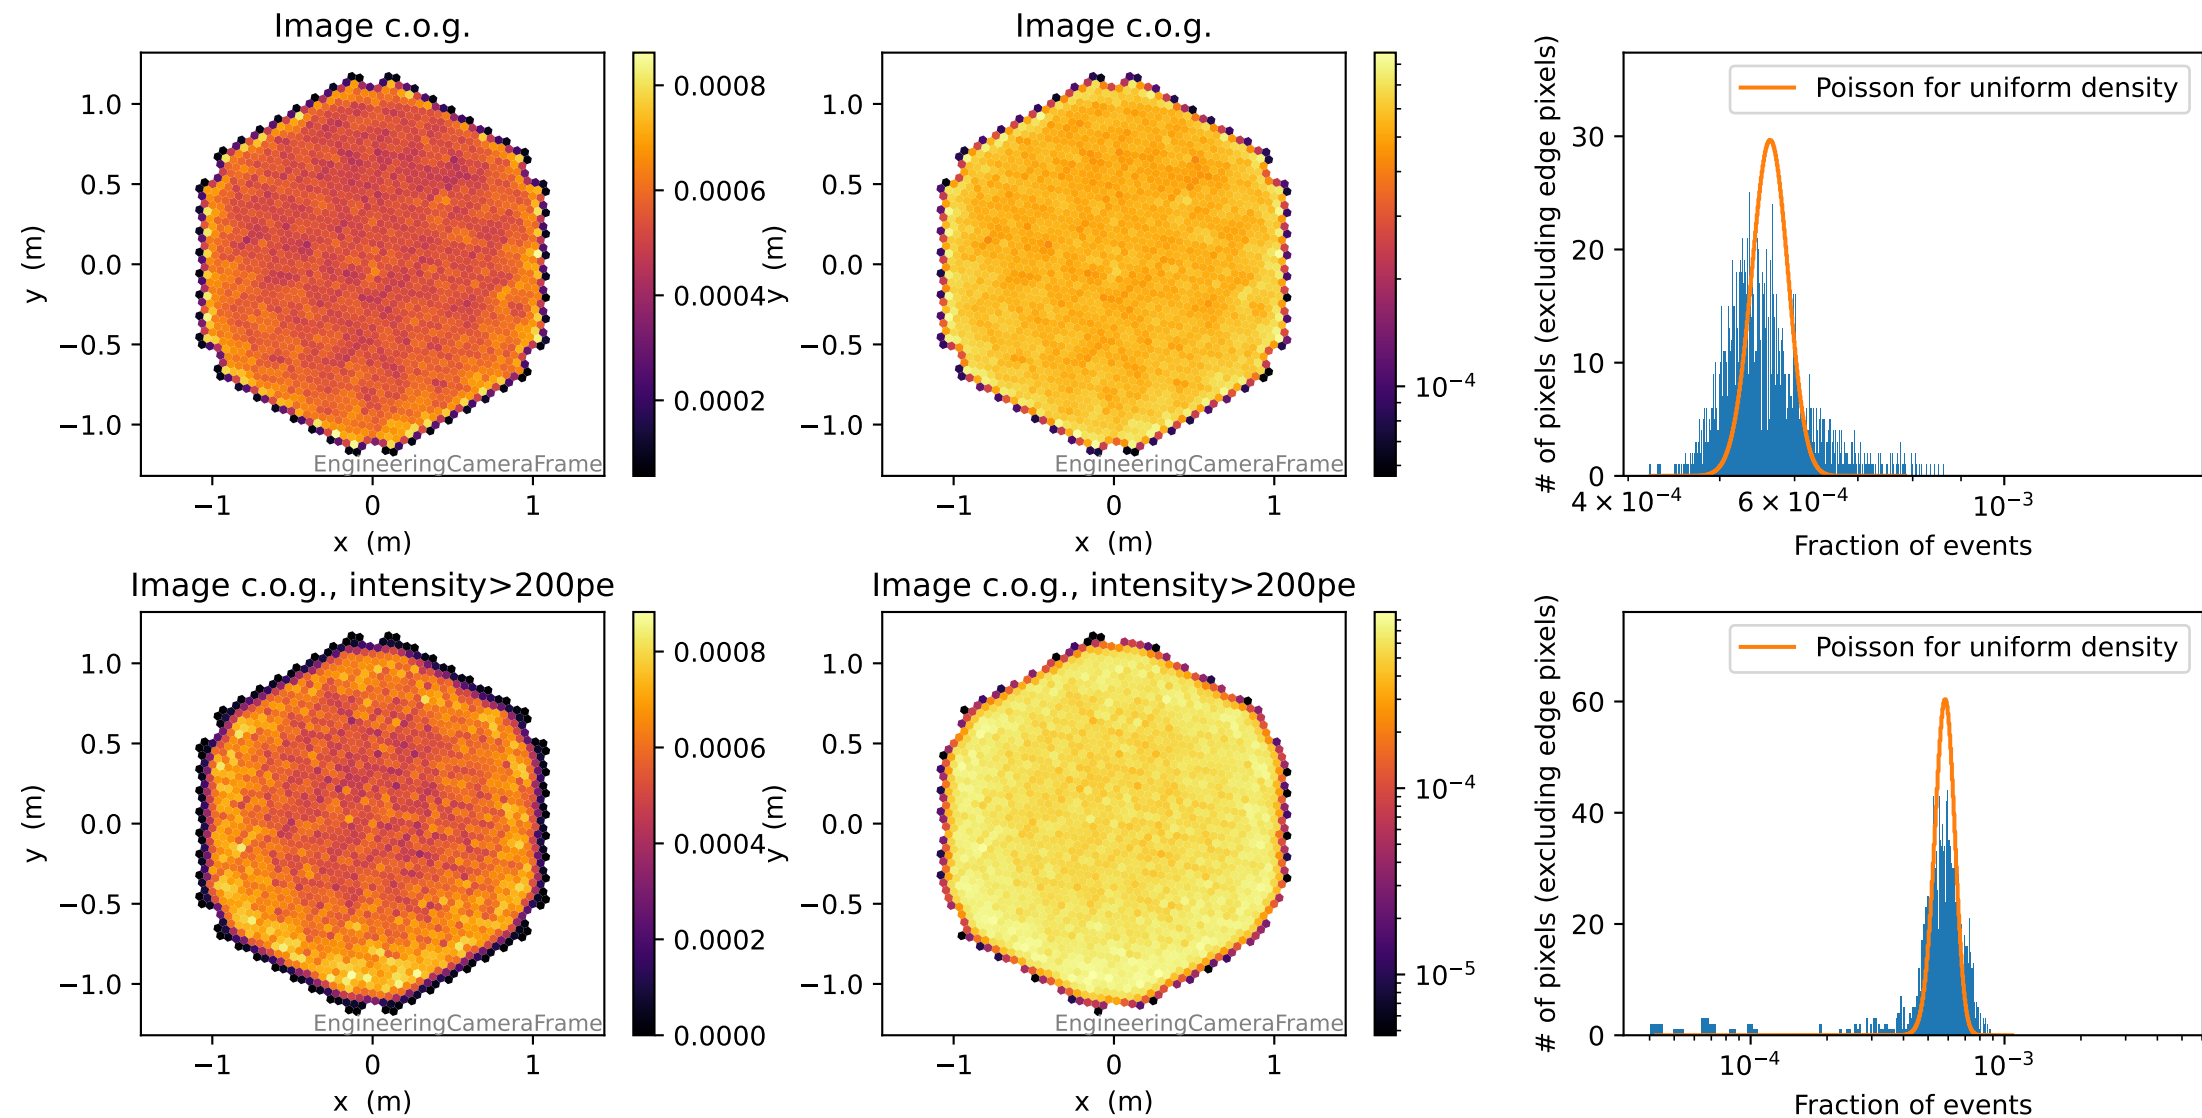 Image c.o.g.
y (m)
1.0
0.5
0.0
−0.5
−1.0
−1 0 1
x (m)
EngineeringCameraFrame
0.0008
0.0006
0.0004
0.0002
Image c.o.g.
y (m)
1.0
0.5
0.0
−0.5
−1.0
−1 0 1
x (m)
EngineeringCameraFrame
10⁻⁴
# of pixels (excluding edge pixels)
30
20
10
0
Poisson for uniform density
4 × 10⁻⁴ 6 × 10⁻⁴ 10⁻³
Fraction of events
Image c.o.g., intensity>200pe
y (m)
1.0
0.5
0.0
−0.5
−1.0
−1 0 1
x (m)
EngineeringCameraFrame
0.0008
0.0006
0.0004
0.0002
0.0000
Image c.o.g., intensity>200pe
y (m)
1.0
0.5
0.0
−0.5
−1.0
−1 0 1
x (m)
EngineeringCameraFrame
10⁻⁴
10⁻⁵
# of pixels (excluding edge pixels)
60
40
20
0
Poisson for uniform density
10⁻⁴ 10⁻³
Fraction of events